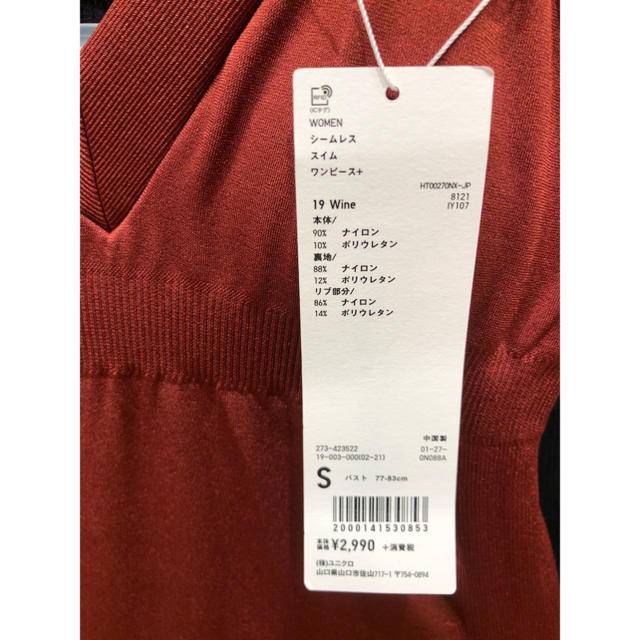 RFID
(ICタグ)
WOMEN
シームレス
スイム
ワンピース+
HT00270NX-JP
8121
IY107
19 Wine
本体/
90% ナイロン
10% ポリウレタン
裏地/
88% ナイロン
12% ポリウレタン
リブ部分/
86% ナイロン
14% ポリウレタン
中国製
273-423522 01-27-
19-003-000(02-21) 0N088A
S バスト 77-83cm
2000141530853
本体価格 ¥2,990 +消費税
(株)ユニクロ
山口県山口市佐山717-1 〒754-0894